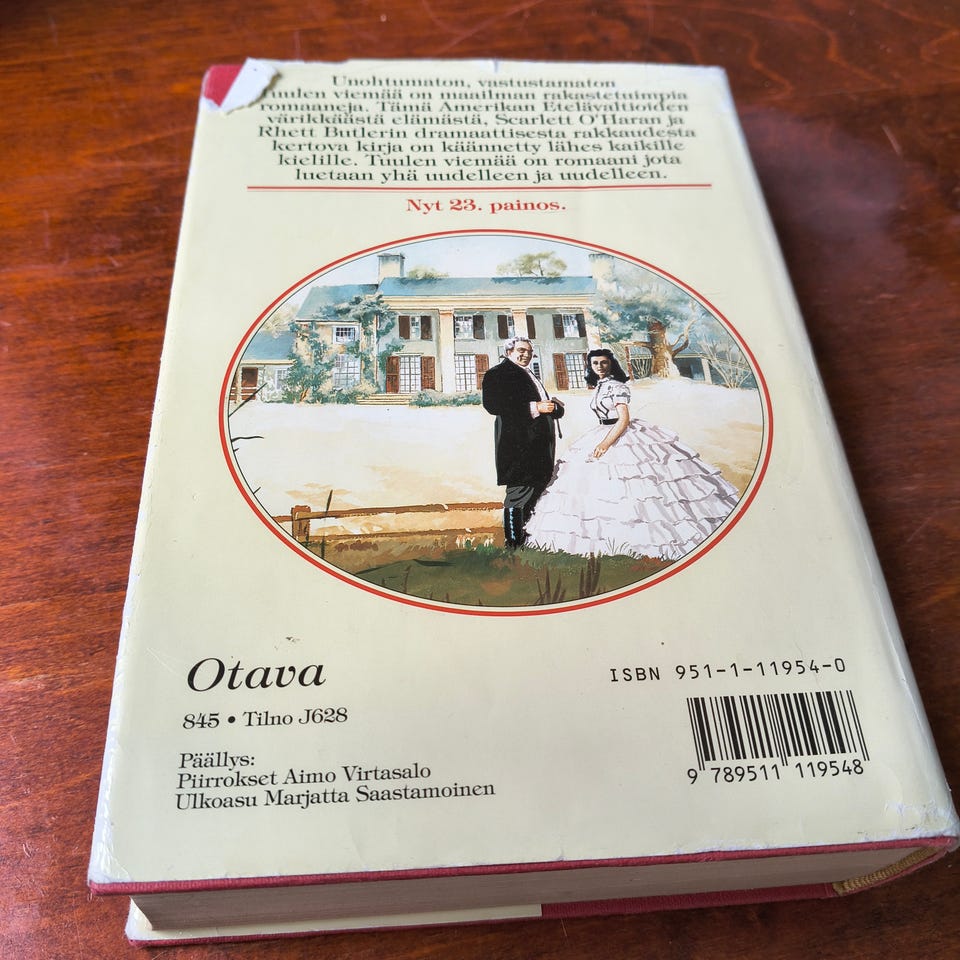 Unohtumaton, vastustamaton
Tuulen viemää on maailman rakastetuimpia
romaaneja. Tämä Amerikan Etelävaltioiden
värikkäästä elämästä, Scarlett O'Haran ja
Rhett Butlerin dramaattisesta rakkaudesta
kertova kirja on käännetty lähes kaikille
kielille. Tuulen viemää on romaani jota
luetaan yhä uudelleen ja uudelleen.
Nyt 23. painos.
Otava
845 • Tilno J628
Päällys:
Piirrokset Aimo Virtasalo
Ulkoasu Marjatta Saastamoinen
ISBN 951-1-11954-0
9 789511 119548